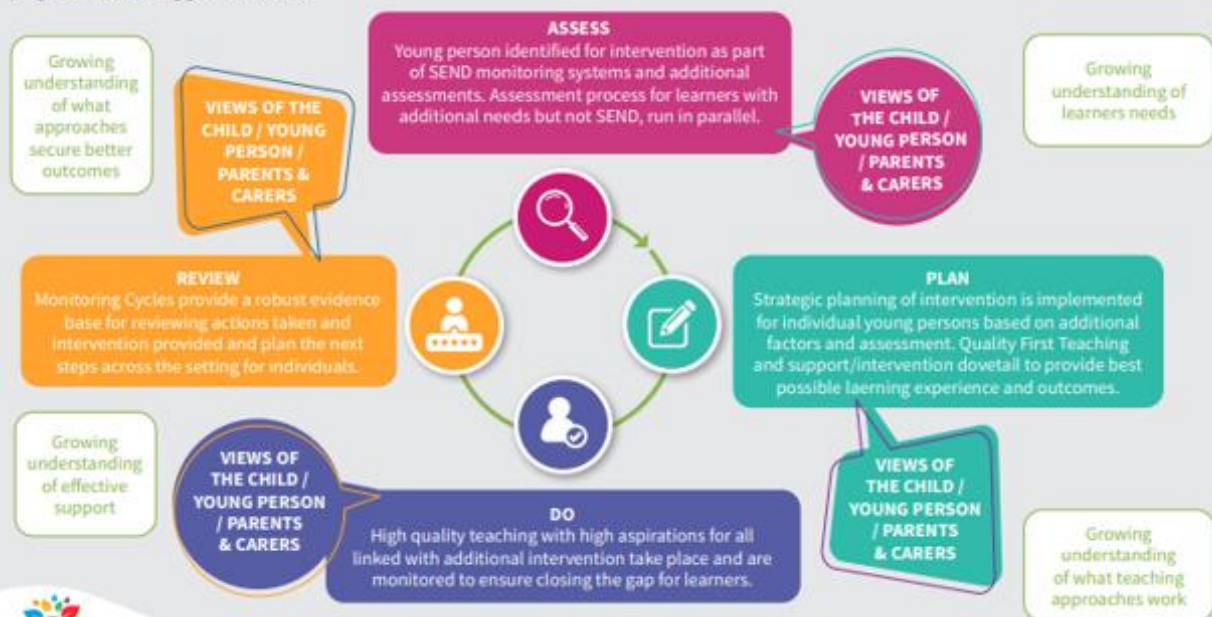 ASSESS
Young person identified for intervention as part
of SEND monitoring systems and additional
assessments. Assessment process for learners with
additional needs but not SEND, run in parallel.
Growing
understanding
of what
approaches
secure better
outcomes
VIEWS OF THE
CHILD / YOUNG
PERSON /
PARENTS &
CARERS
VIEWS OF
THE CHILD /
YOUNG PERSON
/ PARENTS
& CARERS
Growing
understanding of
learners needs
REVIEW
Monitoring Cycles provide a robust evidence
base for reviewing actions taken and
intervention provided and plan the next
steps across the setting for individuals.
PLAN
Strategic planning of intervention is implemented
for individual young persons based on additional
factors and assessment. Quality First Teaching
and support/intervention dovetail to provide best
possible laerning experience and outcomes.
Growing
understanding
of effective
support
VIEWS OF
THE CHILD /
YOUNG PERSON
/ PARENTS
& CARERS
DO
High quality teaching with high aspirations for all
linked with additional intervention take place and are
monitored to ensure closing the gap for learners.
VIEWS OF
THE CHILD /
YOUNG PERSON
/ PARENTS
& CARERS
Growing
understanding
of what teaching
approaches work